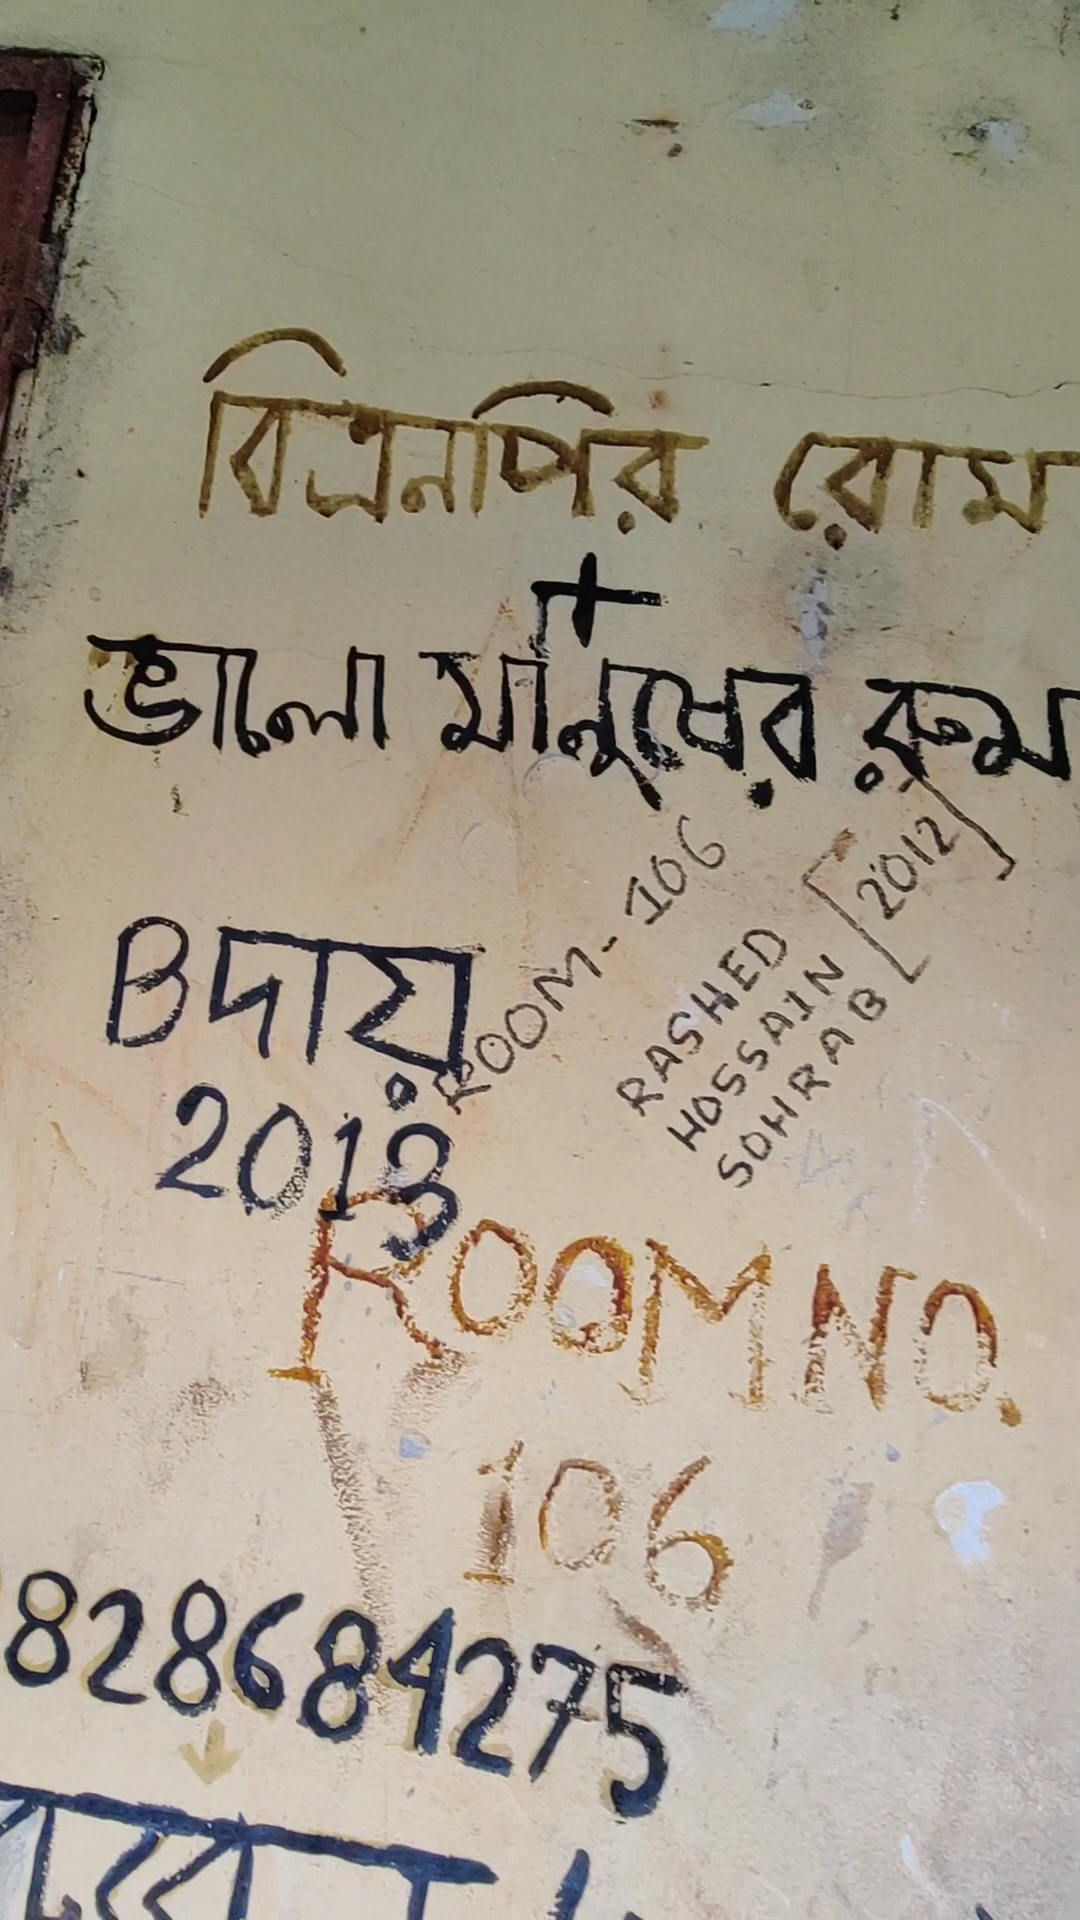 বিএনপির রোম
ভালো মানুষের রুম
ROOM-106
[2012]
RASHED
HOSSAIN
SOHRAB
Bদায়
2013
ROOM NO.
106
828684275